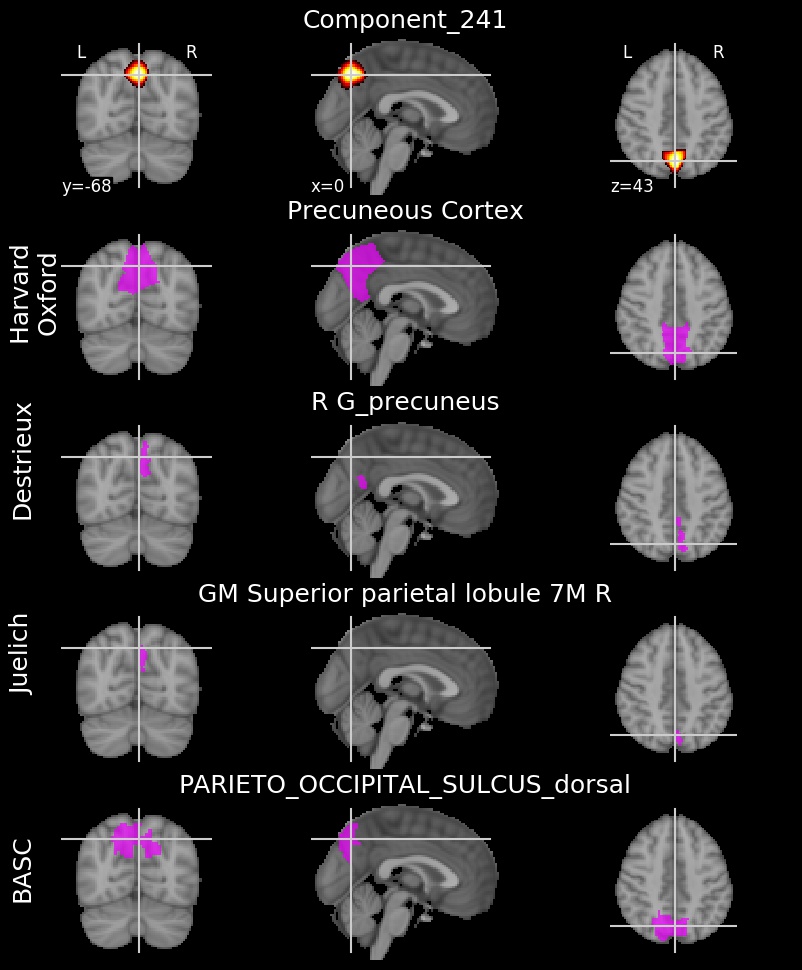 Component_241
L R L R
y=-68 x=0 z=43
Precuneous Cortex
Harvard
Oxford
R G_precuneus
Destrieux
GM Superior parietal lobule 7M R
Juelich
PARIETO_OCCIPITAL_SULCUS_dorsal
BASC